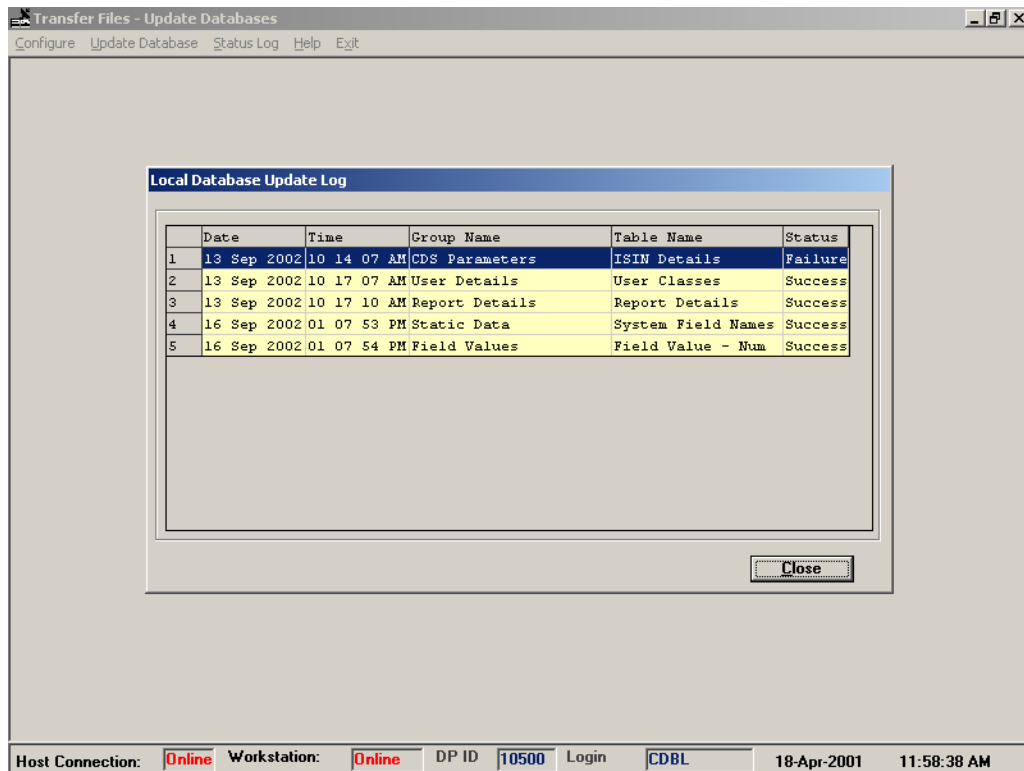 Transfer Files - Update Databases
Configure Update Database Status Log Help Exit
Local Database Update Log
Date Time Group Name Table Name Status
1 13 Sep 2002 10 14 07 AM CDS Parameters ISIN Details Failure
2 13 Sep 2002 10 17 07 AM User Details User Classes Success
3 13 Sep 2002 10 17 10 AM Report Details Report Details Success
4 16 Sep 2002 01 07 53 PM Static Data System Field Names Success
5 16 Sep 2002 01 07 54 PM Field Values Field Value - Num Success
Close
Host Connection: Online Workstation: Online DP ID 10500 Login CDBL 18-Apr-2001 11:58:38 AM